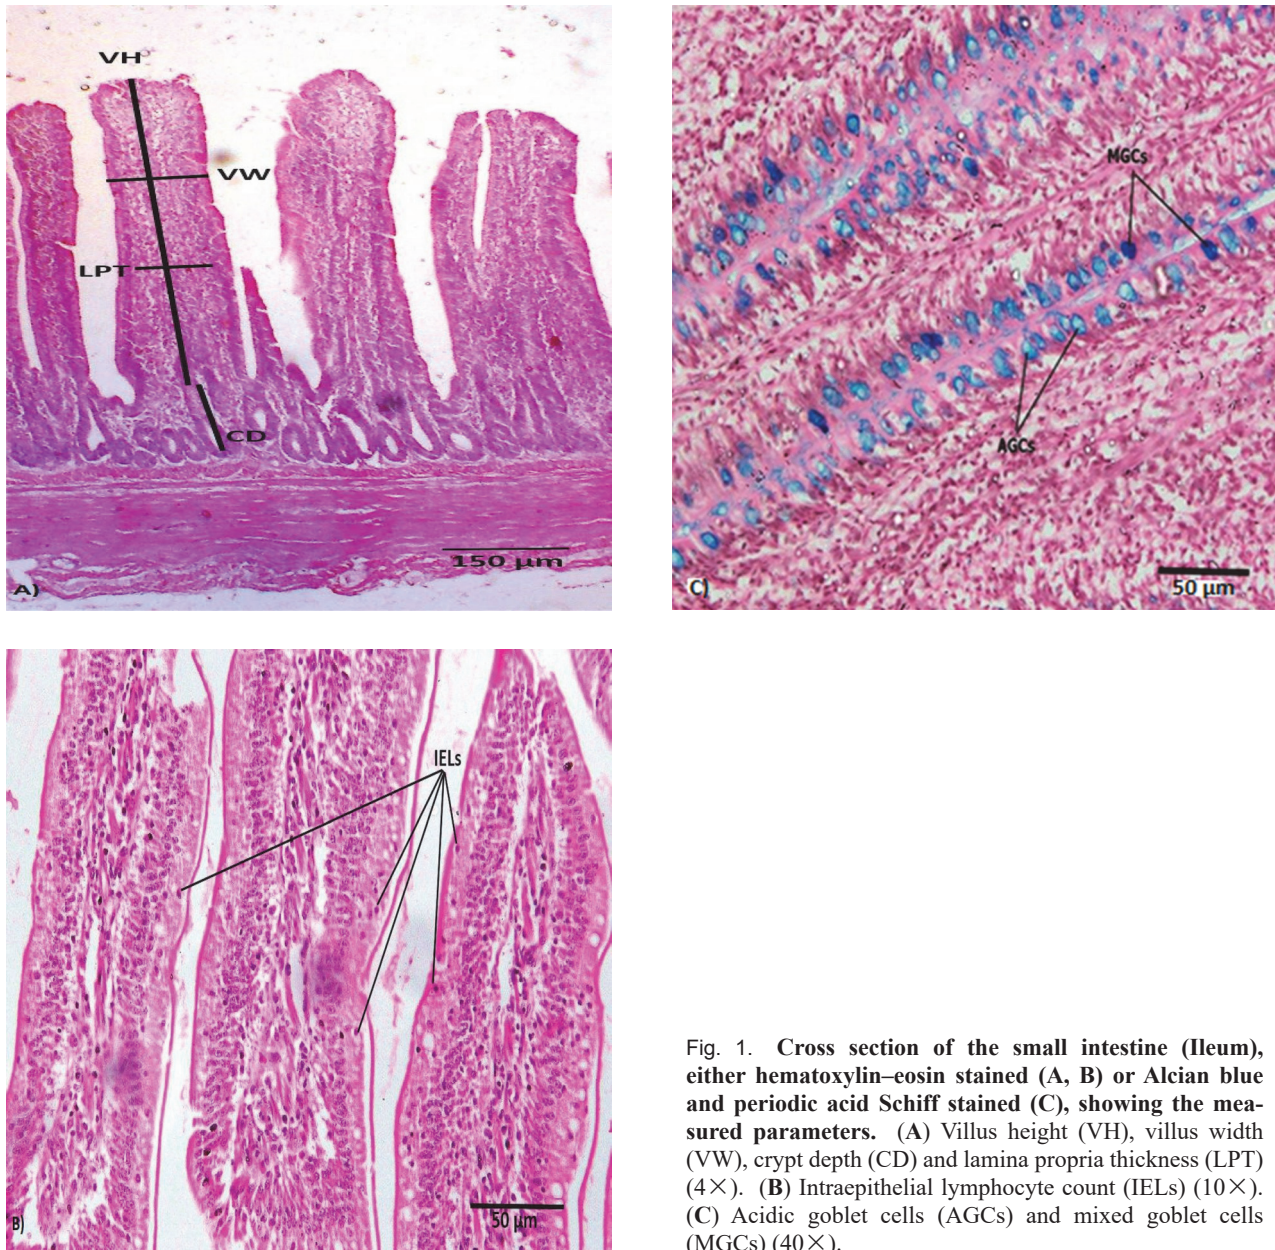 VH
VW
LPT
CD
150 µm
A)
MGCs
AGCs
C)
50 µm
IELs
B)
50 µm
Fig. 1. Cross section of the small intestine (Ileum),
either hematoxylin–eosin stained (A, B) or Alcian blue
and periodic acid Schiff stained (C), showing the mea-
sured parameters. (A) Villus height (VH), villus width
(VW), crypt depth (CD) and lamina propria thickness (LPT)
(4×). (B) Intraepithelial lymphocyte count (IELs) (10×).
(C) Acidic goblet cells (AGCs) and mixed goblet cells
(MGCs) (40×).